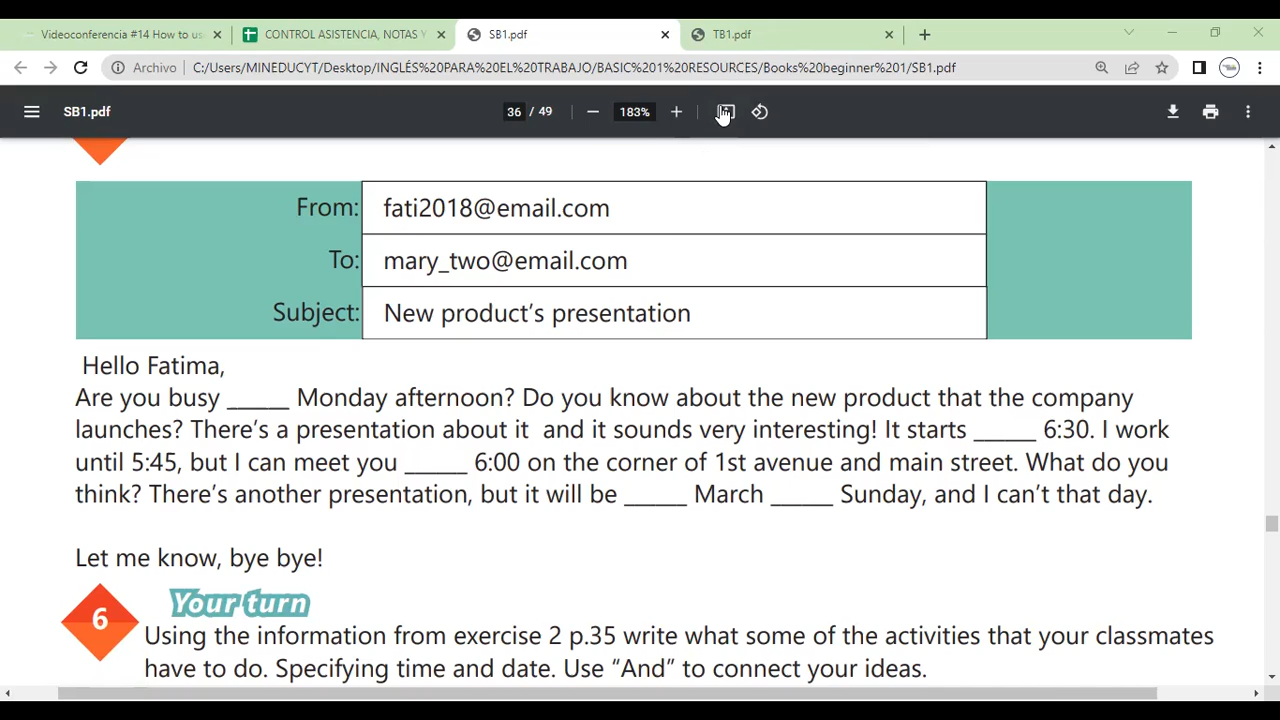 Videoconferencia #14 How to us
CONTROL ASISTENCIA, NOTAS Y
SB1.pdf
TB1.pdf
Archivo
C:/Users/MINEDUCYT/Desktop/INGLÉS%20PARA%20EL%20TRABAJO/BASIC%201%20RESOURCES/Books%20beginner%201/SB1.pdf
SB1.pdf
36 / 49
183%
From: fati2018@email.com
To: mary_two@email.com
Subject: New product's presentation
Hello Fatima,
Are you busy ______ Monday afternoon? Do you know about the new product that the company
launches? There's a presentation about it and it sounds very interesting! It starts ______ 6:30. I work
until 5:45, but I can meet you ______ 6:00 on the corner of 1st avenue and main street. What do you
think? There's another presentation, but it will be ______ March ______ Sunday, and I can't that day.
Let me know, bye bye!
6
Your turn
Using the information from exercise 2 p.35 write what some of the activities that your classmates
have to do. Specifying time and date. Use “And” to connect your ideas.